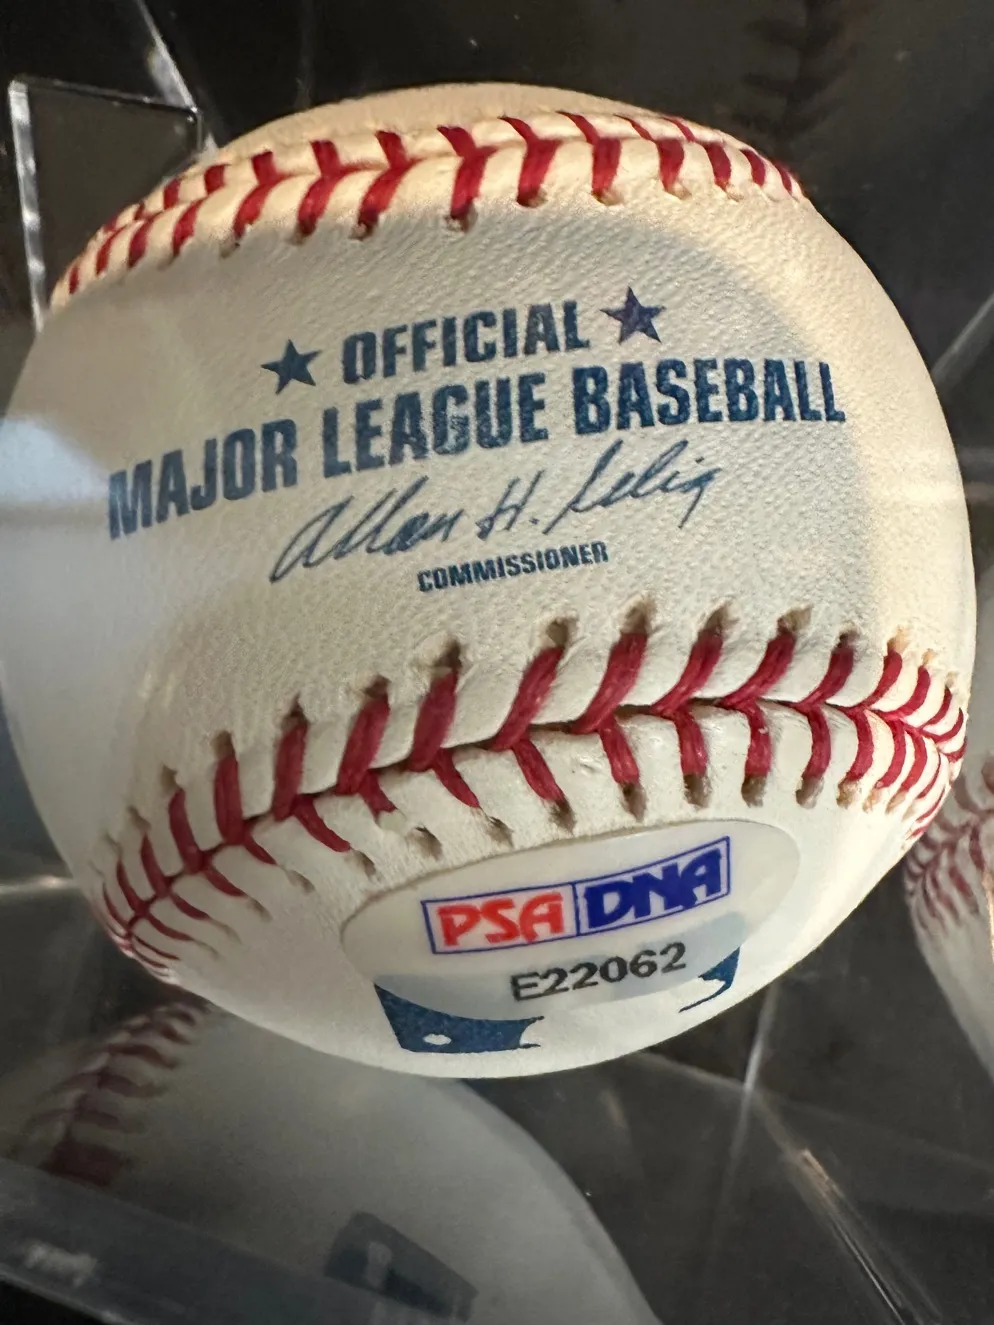 ★ OFFICIAL ★
MAJOR LEAGUE BASEBALL
Allan H. Selig
COMMISSIONER
PSA DNA
E22062